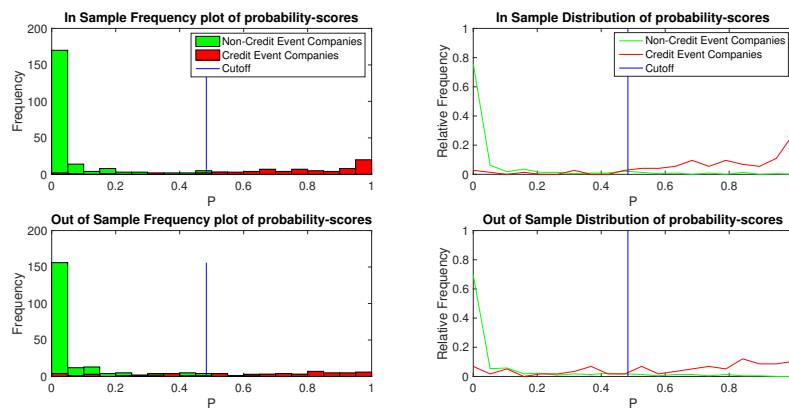 In Sample Frequency plot of probability-scores
200
150
100
50
0
Frequency
Non-Credit Event Companies
Credit Event Companies
Cutoff
0 0.2 0.4 0.6 0.8 1
P
In Sample Distribution of probability-scores
1
0.8
0.6
0.4
0.2
0
Relative Frequency
Non-Credit Event Companies
Credit Event Companies
Cutoff
0 0.2 0.4 0.6 0.8
P
Out of Sample Frequency plot of probability-scores
200
150
100
50
0
Frequency
0 0.2 0.4 0.6 0.8 1
P
Out of Sample Distribution of probability-scores
1
0.8
0.6
0.4
0.2
0
Relative Frequency
0 0.2 0.4 0.6 0.8
P